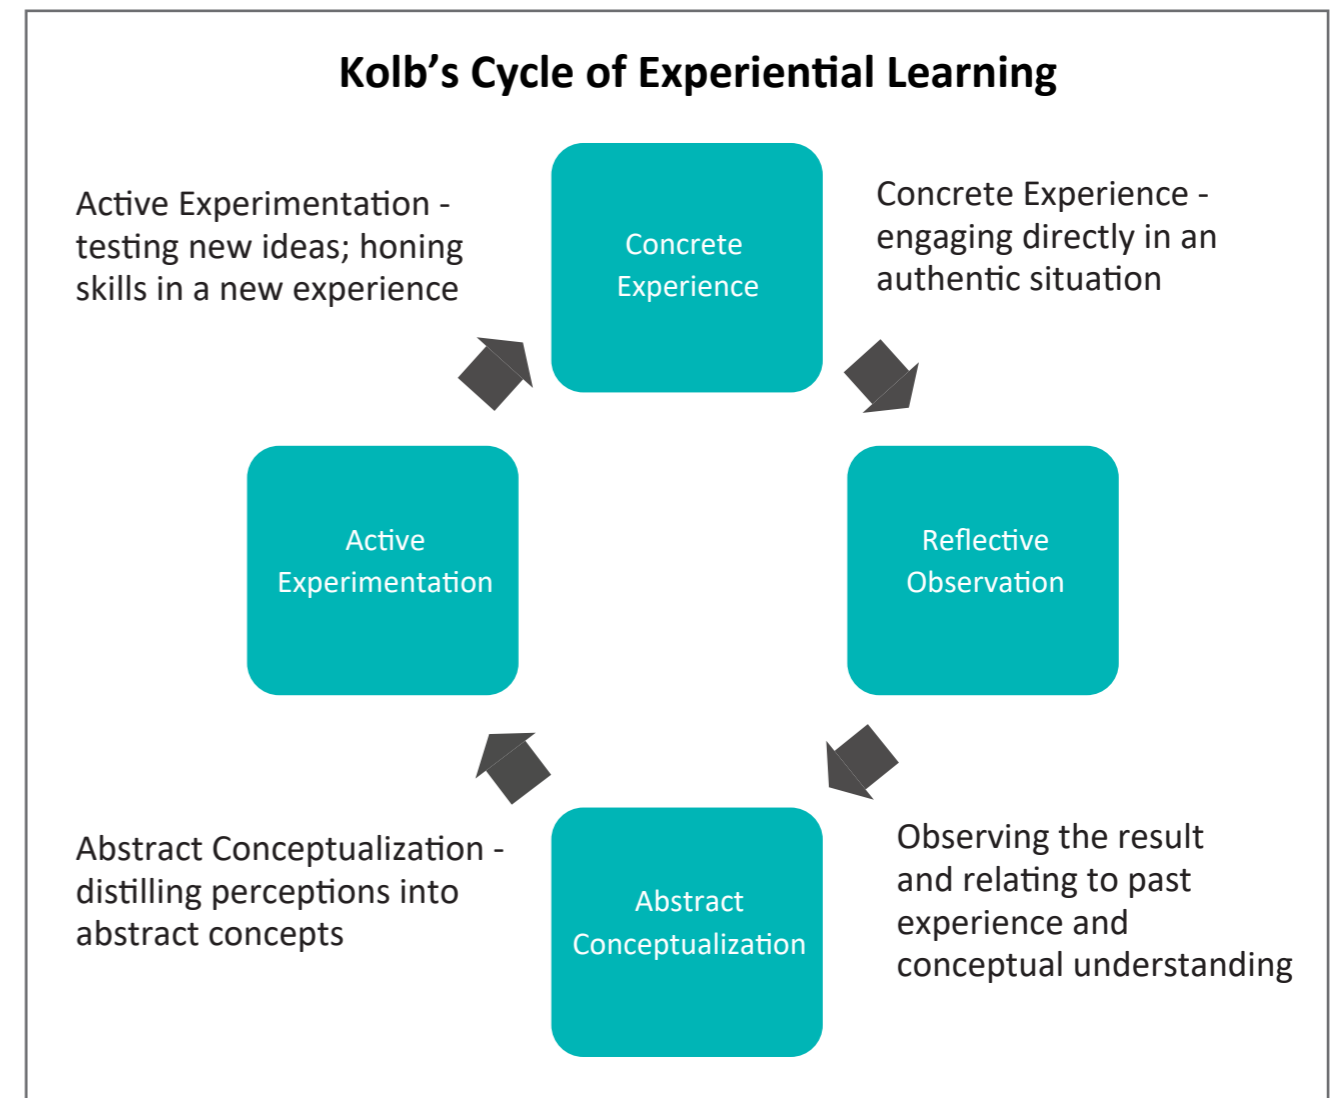 Kolb’s Cycle of Experiential Learning
Active Experimentation -
testing new ideas; honing
skills in a new experience
Concrete
Experience
Concrete Experience -
engaging directly in an
authentic situation
Active
Experimentation
Reflective
Observation
Abstract Conceptualization -
distilling perceptions into
abstract concepts
Abstract
Conceptualization
Observing the result
and relating to past
experience and
conceptual understanding